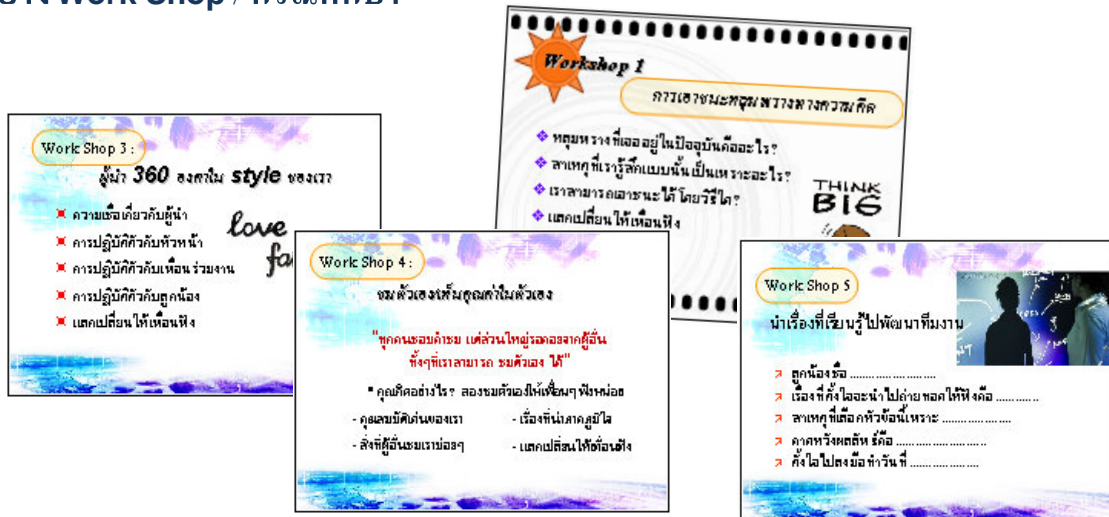 N Work Shop /
Workshop 1
การเอาชนะหลุมพรางทางความคิด
หลุมพรางที่เจออยู่ในปัจจุบันคืออะไร?
สาเหตุที่เรารู้สึกแบบนั้นเป็นเพราะอะไร?
เราสามารถเอาชนะได้โดยวิธีใด?
แลกเปลี่ยนให้เพื่อนฟัง
THINK
BIG
Work Shop 3 :
ผู้นำ 360 องศาใน style ของเรา
ความเชื่อเกี่ยวกับผู้นำ
การปฏิบัติตัวกับหัวหน้า
การปฏิบัติตัวกับเพื่อนร่วมงาน
การปฏิบัติตัวกับลูกน้อง
แลกเปลี่ยนให้เพื่อนฟัง
love
Work Shop 4 :
ชมตัวเองเห็นคุณค่าในตัวเอง
"ทุกคนชอบคำชม แต่ส่วนใหญ่รอคอยจากผู้อื่น
ทั้งๆที่เราสามารถ ชมตัวเอง ได้"
* คุณคิดอย่างไร? ลองชมตัวเองให้เพื่อนๆ ฟังหน่อย
- คุณสมบัติเด่นของเรา
- เรื่องที่น่าภาคภูมิใจ
- สิ่งที่ผู้อื่นชมเราบ่อยๆ
- แลกเปลี่ยนให้เพื่อนฟัง
Work Shop 5
นำเรื่องที่เรียนรู้ไปพัฒนาทีมงาน
ลูกน้องชื่อ ........................
เรื่องที่ตั้งใจจะนำไปถ่ายทอดให้ฟังคือ ............
สาเหตุที่เลือกหัวข้อนี้เพราะ ...................
คาดหวังผลลัพธ์คือ .........................
ตั้งใจไปลงมือทำวันที่ ...................